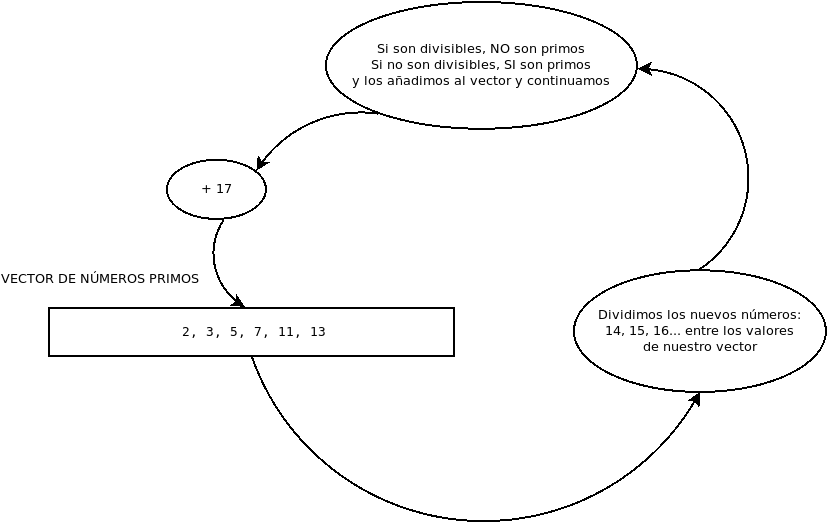 Si son divisibles, NO son primos
Si no son divisibles, SI son primos
y los añadimos al vector y continuamos
+ 17
VECTOR DE NÚMEROS PRIMOS
2, 3, 5, 7, 11, 13
Dividimos los nuevos números:
14, 15, 16... entre los valores
de nuestro vector